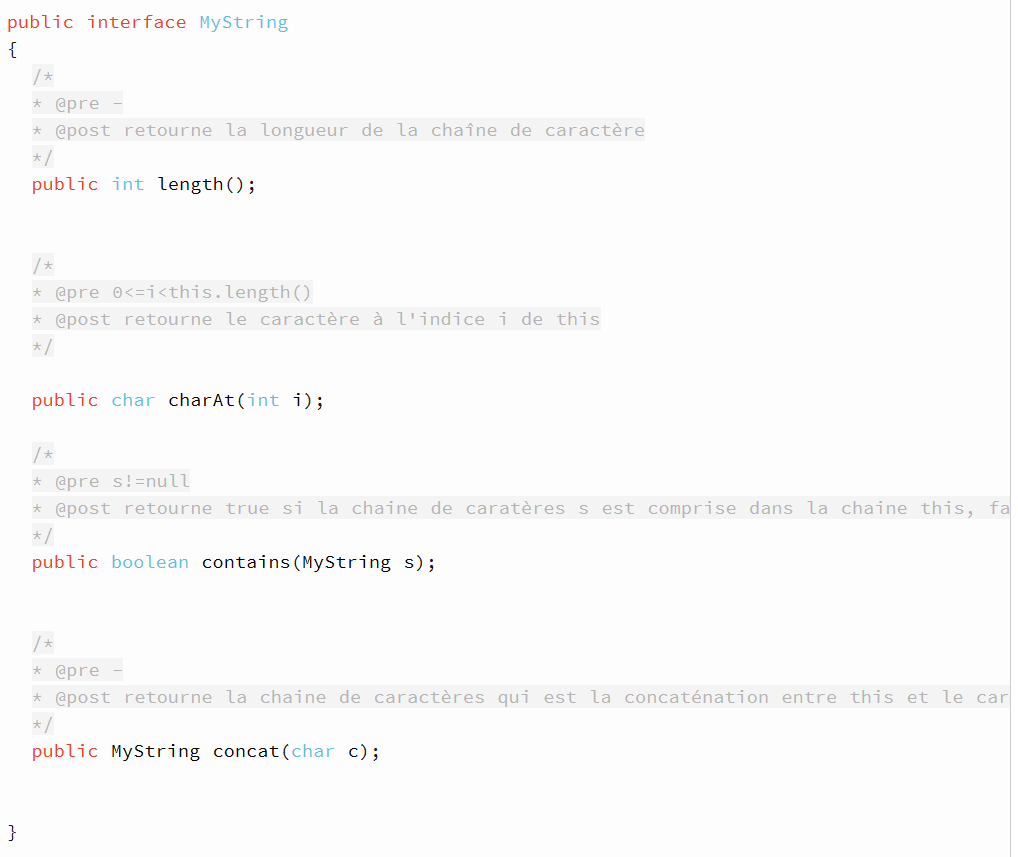 public interface MyString
{
/*
* @pre -
* @post retourne la longueur de la chaîne de caractère
*/
public int length();
/*
* @pre 0<=i<this.length()
* @post retourne le caractère à l'indice i de this
*/
public char charAt(int i);
/*
* @pre s!=null
* @post retourne true si la chaine de caratères s est comprise dans la chaine this, fa
*/
public boolean contains(MyString s);
/*
* @pre -
* @post retourne la chaine de caractères qui est la concaténation entre this et le car
*/
public MyString concat(char c);
}